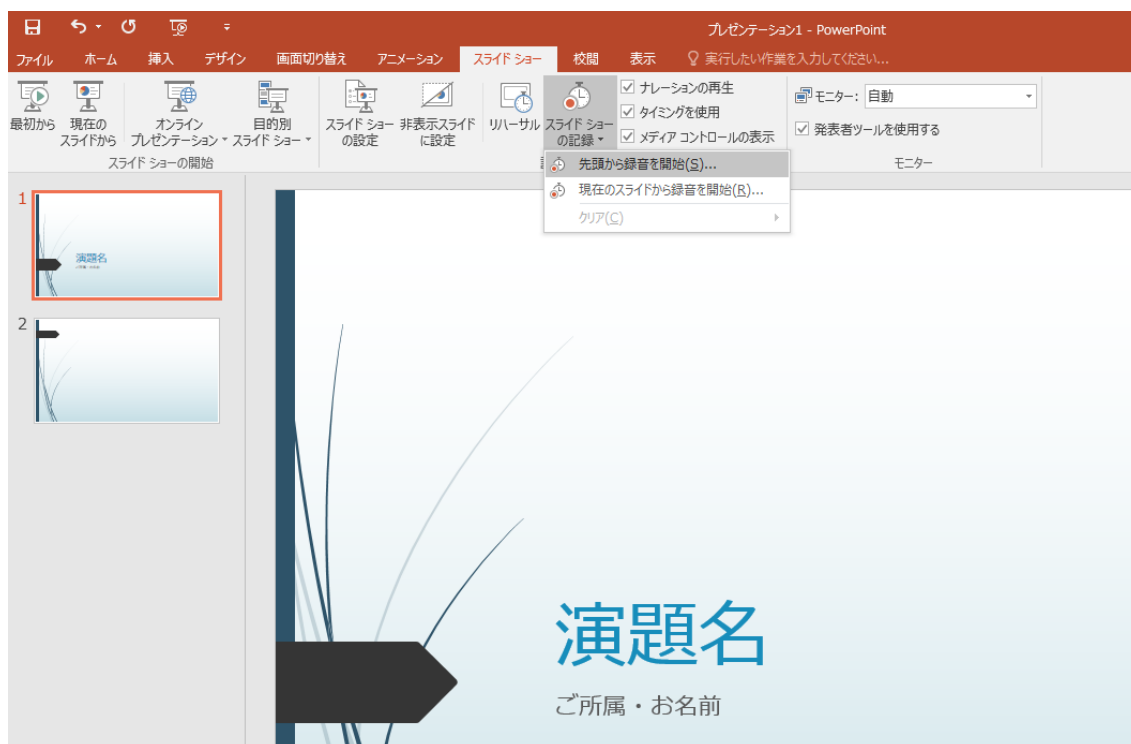 プレゼンテーション1 - PowerPoint
ファイル ホーム 挿入 デザイン 画面切り替え アニメーション スライド ショー 校閲 表示 実行したい作業を入力してください...
最初から
現在の
スライドから
オンライン
プレゼンテーション
目的別
スライド ショー
スライド ショー
の設定
非表示スライド
に設定
リハーサル
スライド ショー
の記録
ナレーションの再生
タイミングを使用
メディア コントロールの表示
モニター: 自動
発表者ツールを使用する
スライド ショーの開始
モニター
先頭から録音を開始(S)...
現在のスライドから録音を開始(R)...
クリア(C)
1
演題名
2
演題名
ご所属・お名前